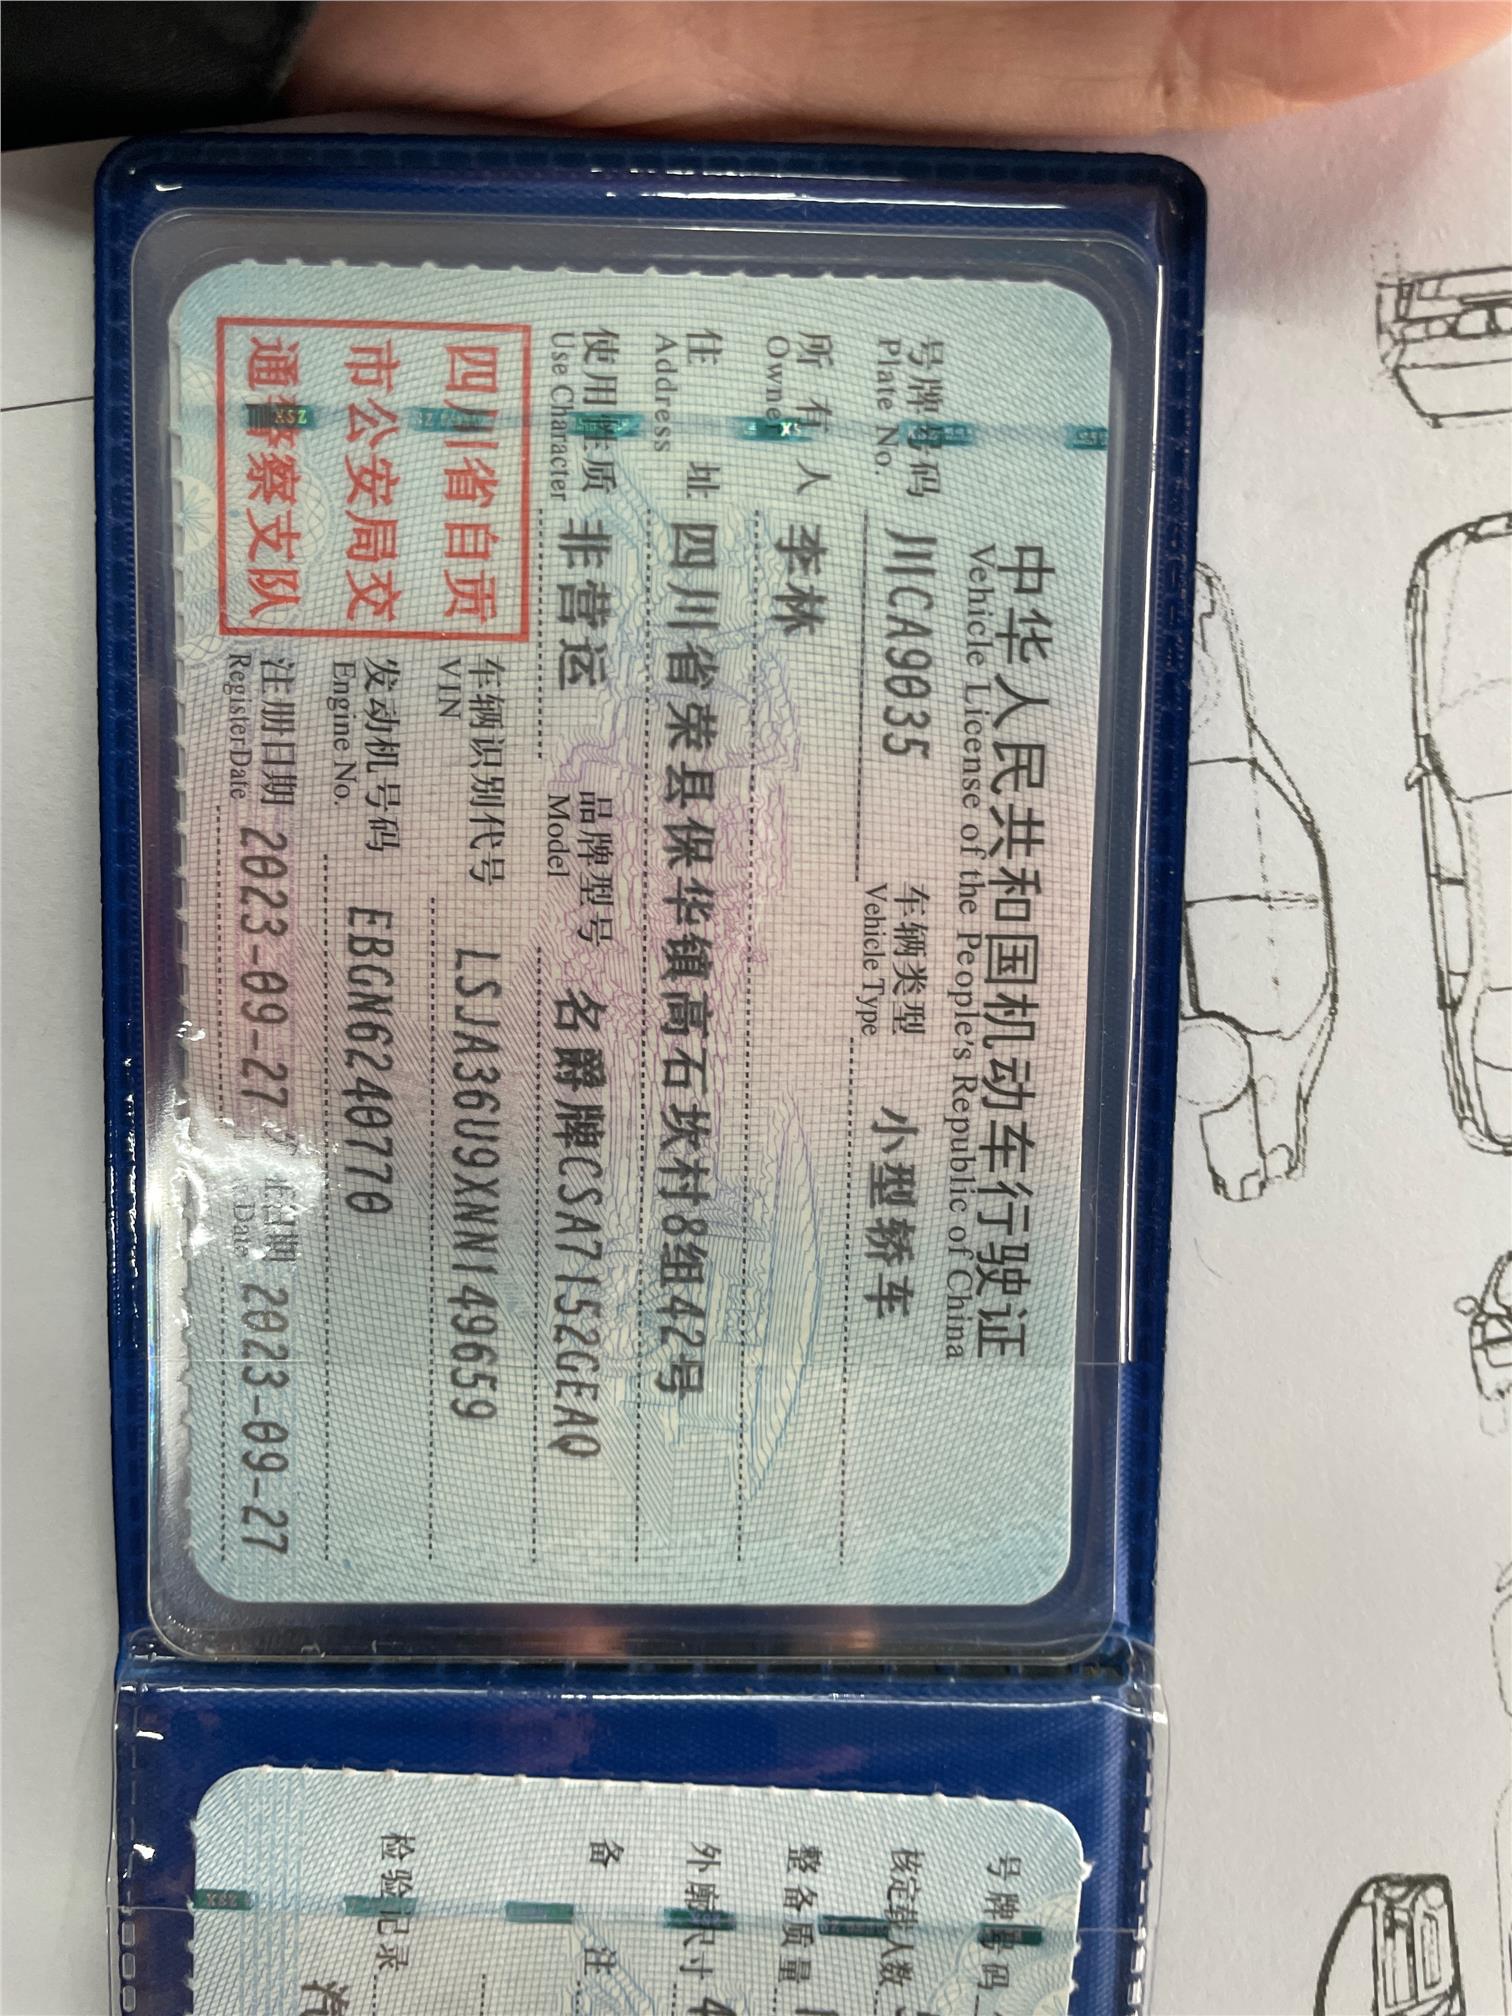 中华人民共和国机动车行驶证
Vehicle License of the People's Republic of China
号牌号码 川CA9035 车辆类型 小型轿车
Plate No. Vehicle Type
所有人 李林
Owner
住址 四川省荣县保华镇高石坎村8组42号
Address
使用性质 非营运 品牌型号 名爵牌CSA7152GEAQ
Use Character Model
四川省自贡
市公安局交
通警察支队
车辆识别代号 LSJA36U9XNN149659
VIN
发动机号码 EBGN6240770
Engine No.
注册日期 2023-09-27 日期 2023-09-27
Register Date Date
号牌号码
核定载人数
整备质量
外廓尺寸 4
备注
检验记录